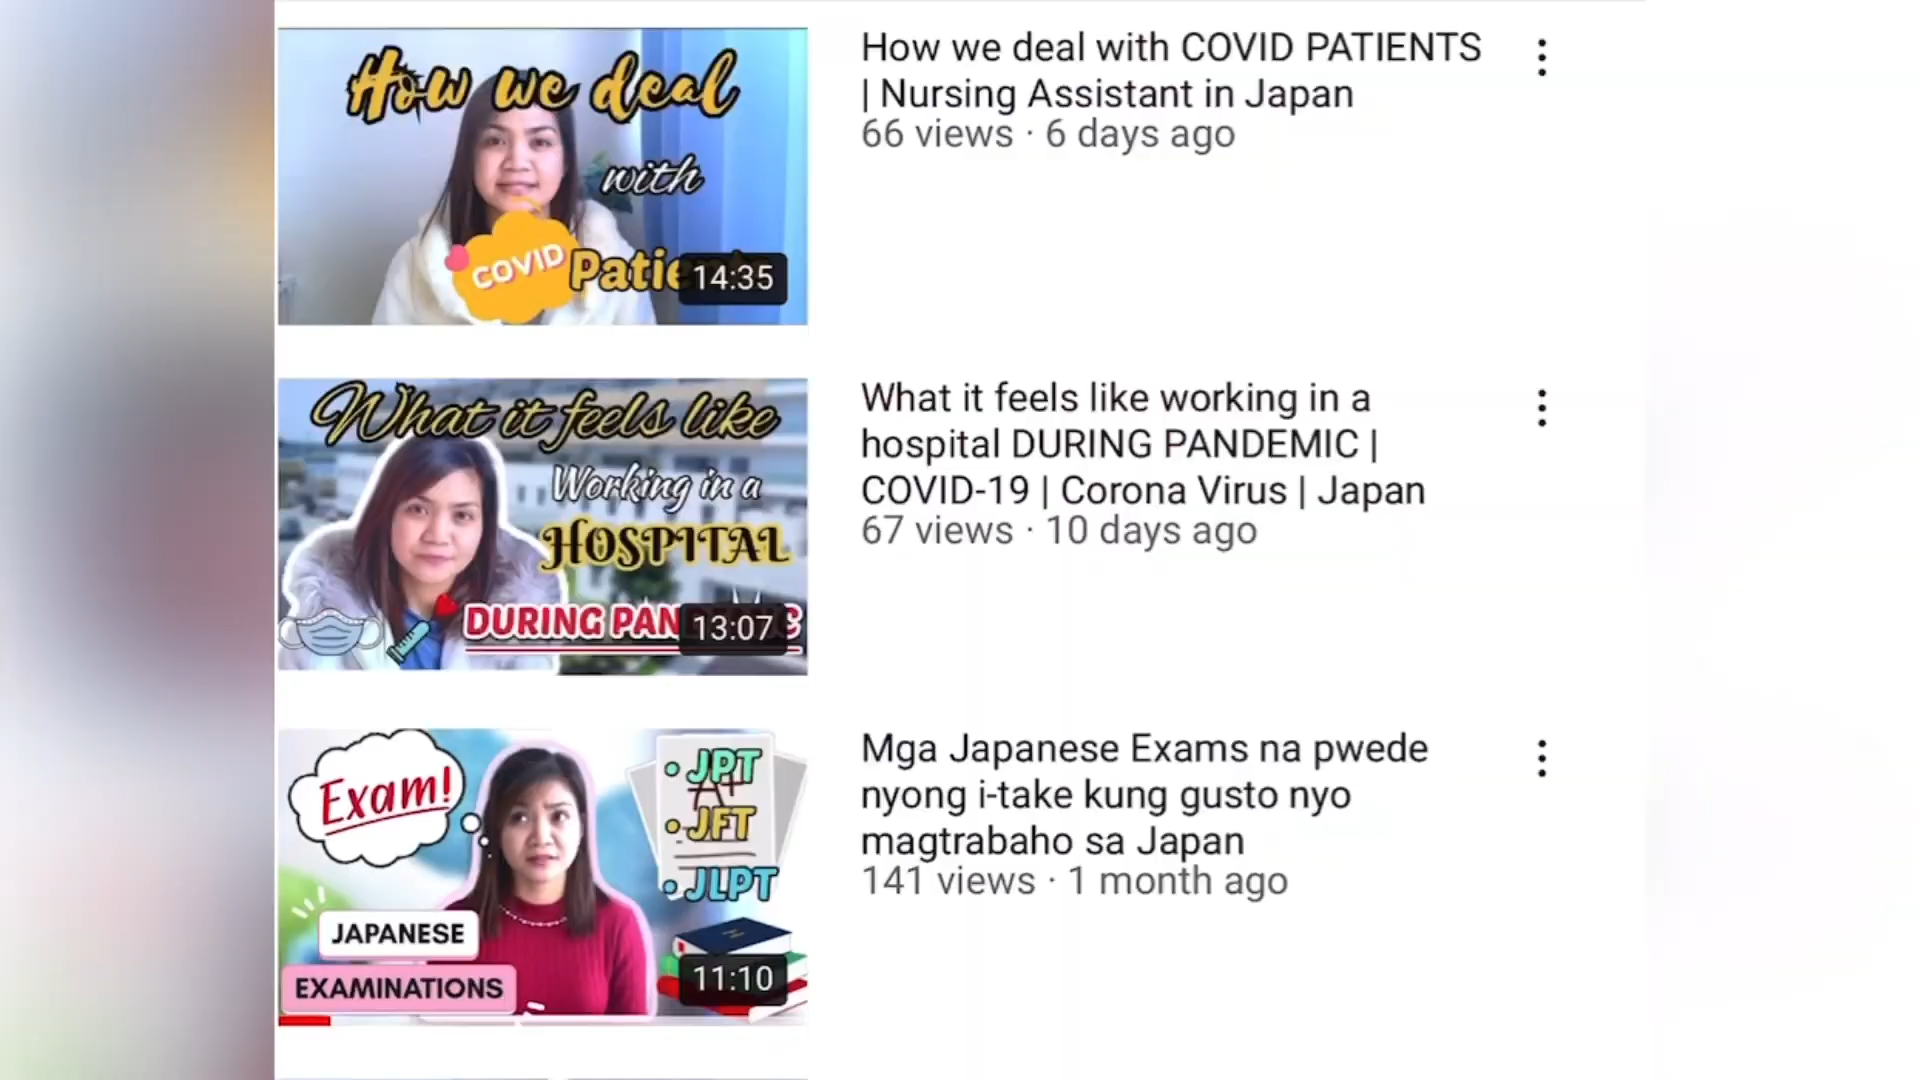 How we deal
with
COVID
Patie
14:35
How we deal with COVID PATIENTS
| Nursing Assistant in Japan
66 views · 6 days ago
What it feels like
Working in a
HOSPITAL
DURING PAN
13:07
What it feels like working in a
hospital DURING PANDEMIC |
COVID-19 | Corona Virus | Japan
67 views · 10 days ago
Exam!
• JPT
A+
• JFT
• JLPT
JAPANESE
EXAMINATIONS
11:10
Mga Japanese Exams na pwede
nyong i-take kung gusto nyo
magtrabaho sa Japan
141 views · 1 month ago